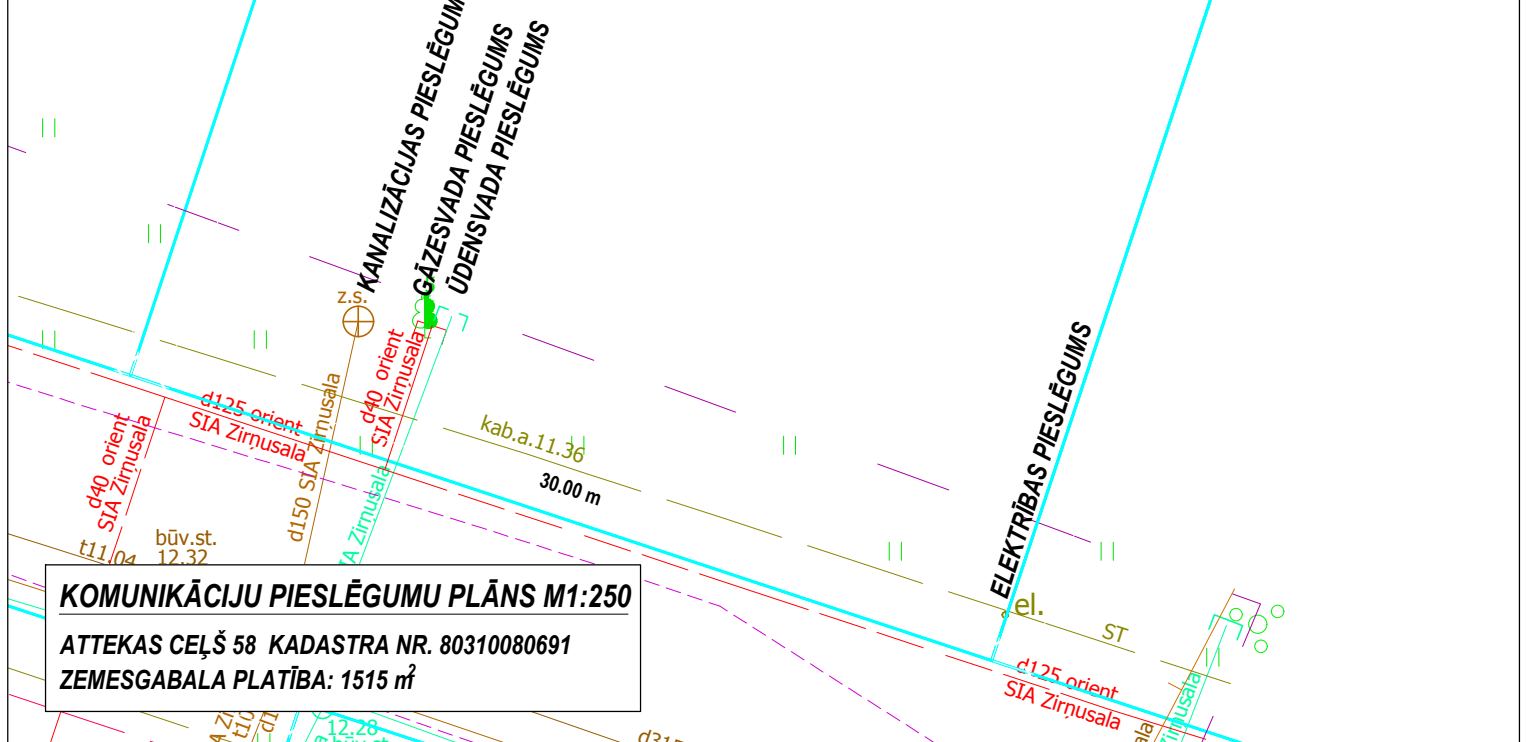 KANALIZĀCIJAS
GĀZESVADA PIESLĒGUMS
ŪDENSVADA PIESLĒGUMS
z.s.
ELEKTRĪBAS PIESLĒGUMS
d125 orient
SIA Zirņusala
d40 orient
SIA Zirņusala
d40 orient
SIA Zirņusala
d150 SIA Zirņusala
Zirņusala
kab.a.11.36
30.00 m
būv.st.
12.32
t11.04
el.
ST
d125 orient
SIA Zirņusala
KOMUNIKĀCIJU PIESLĒGUMU PLĀNS M1:250
ATTEKAS CEĻŠ 58 KADASTRA NR. 80310080691
ZEMESGABALA PLATĪBA: 1515 m²
12.28